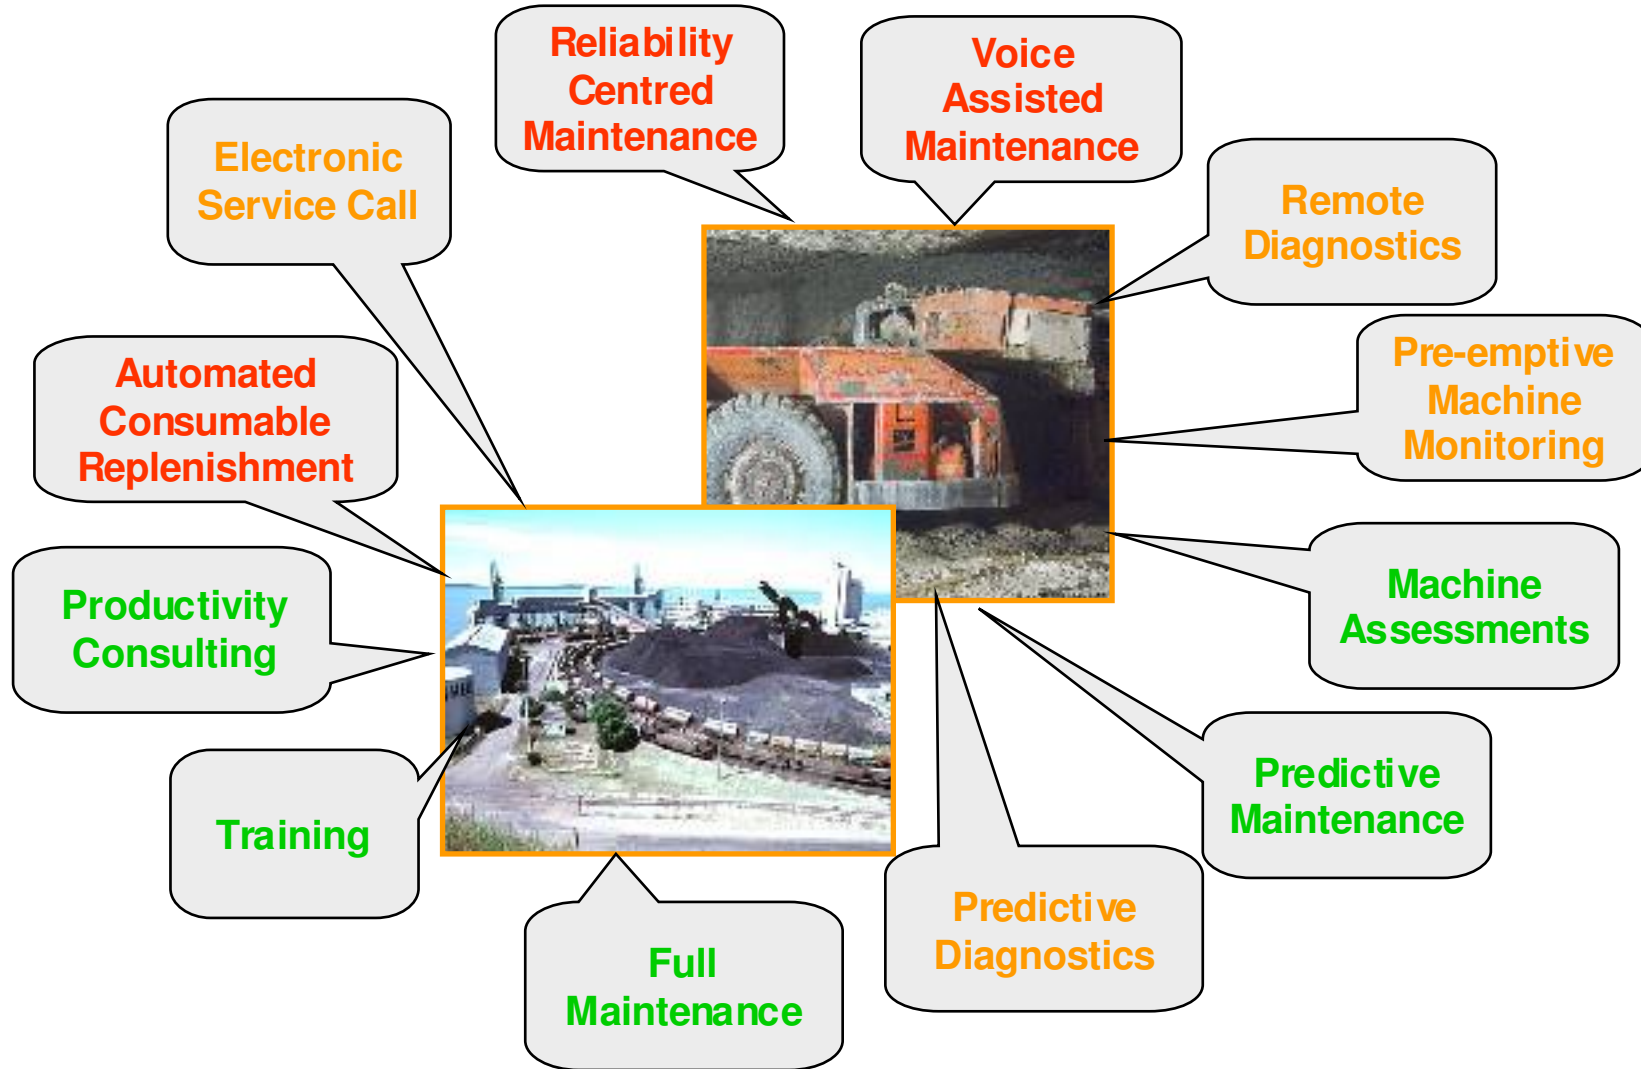 Reliability
Centred
Maintenance
Voice
Assisted
Maintenance
Electronic
Service Call
Remote
Diagnostics
Automated
Consumable
Replenishment
Pre-emptive
Machine
Monitoring
Productivity
Consulting
Machine
Assessments
Training
Predictive
Maintenance
Full
Maintenance
Predictive
Diagnostics